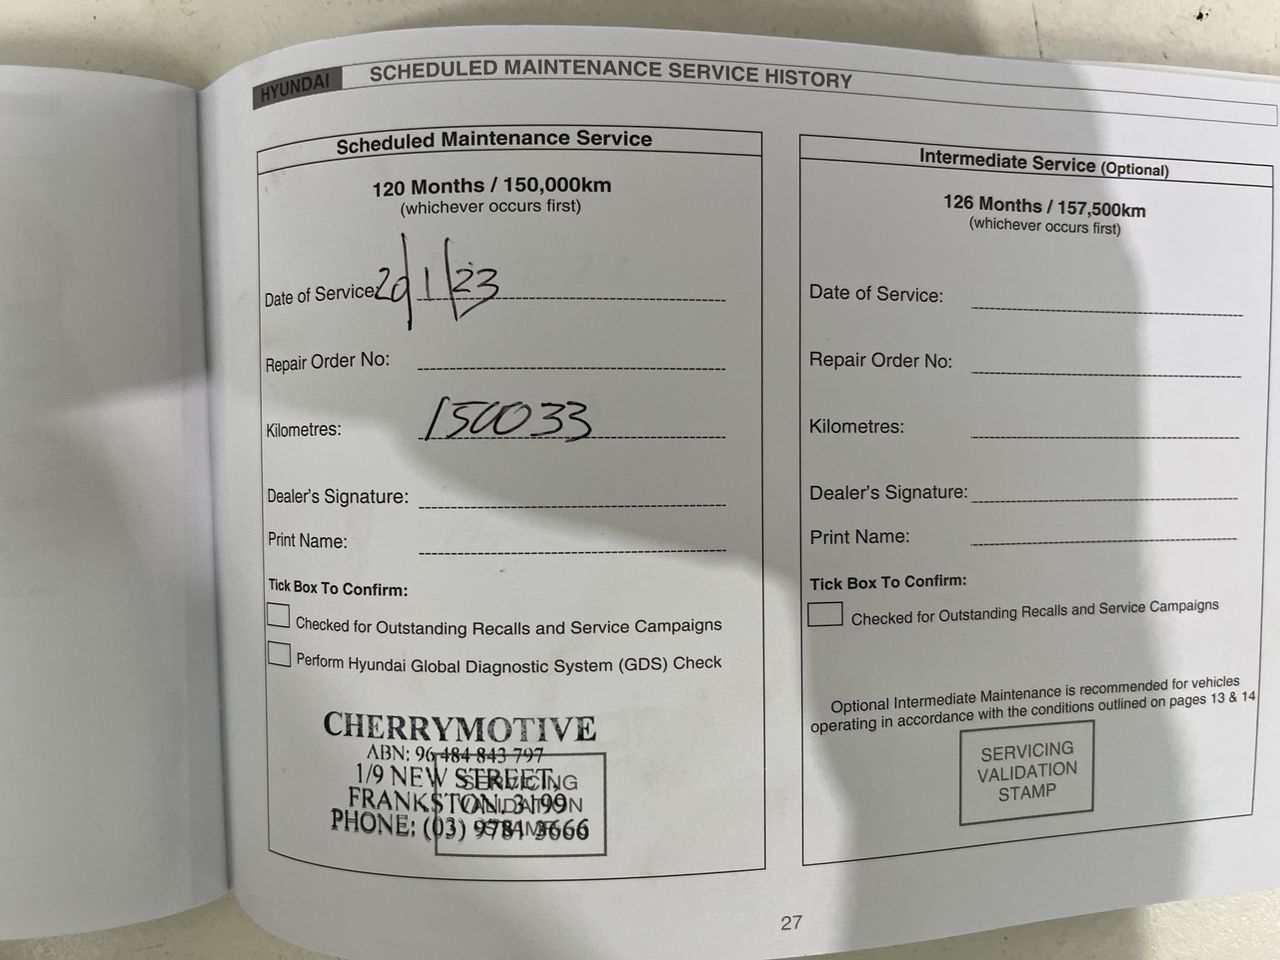 HYUNDAI SCHEDULED MAINTENANCE SERVICE HISTORY
Scheduled Maintenance Service
120 Months / 150,000km
(whichever occurs first)
Date of Service 20/1/23
Repair Order No:
Kilometres: 150033
Dealer's Signature:
Print Name:
Tick Box To Confirm:
Checked for Outstanding Recalls and Service Campaigns
Perform Hyundai Global Diagnostic System (GDS) Check
CHERRYMOTIVE
ABN: 96 484 843 797
1/9 NEW STREET,
FRANKSTON. 3199
PHONE: (03) 9781 3666
SERVICING
VALIDATION
STAMP
Intermediate Service (Optional)
126 Months / 157,500km
(whichever occurs first)
Date of Service:
Repair Order No:
Kilometres:
Dealer's Signature:
Print Name:
Tick Box To Confirm:
Checked for Outstanding Recalls and Service Campaigns
Optional Intermediate Maintenance is recommended for vehicles
operating in accordance with the conditions outlined on pages 13 & 14
SERVICING
VALIDATION
STAMP
27